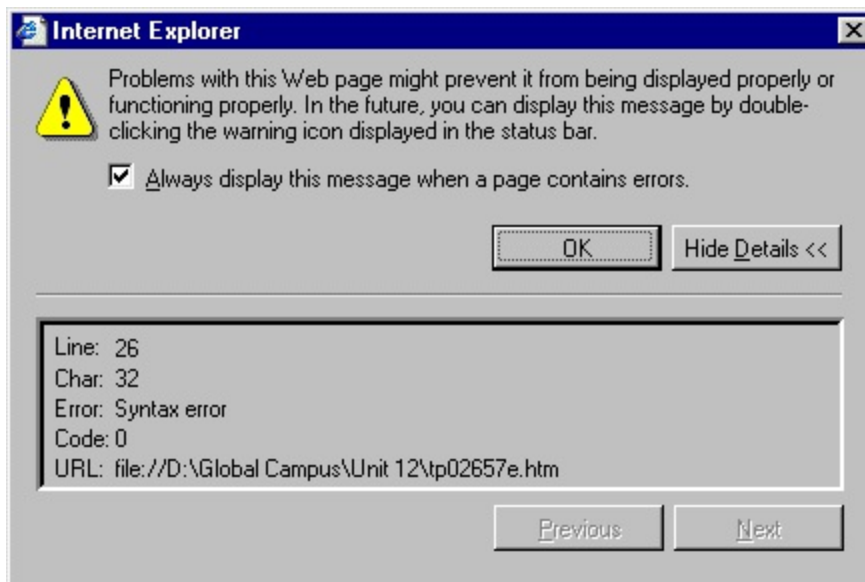 Internet Explorer
Problems with this Web page might prevent it from being displayed properly or
functioning properly. In the future, you can display this message by double-
clicking the warning icon displayed in the status bar.
Always display this message when a page contains errors.
OK
Hide Details <<
Line: 26
Char: 32
Error: Syntax error
Code: 0
URL: file://D:\Global Campus\Unit 12\tp02657e.htm
Previous
Next